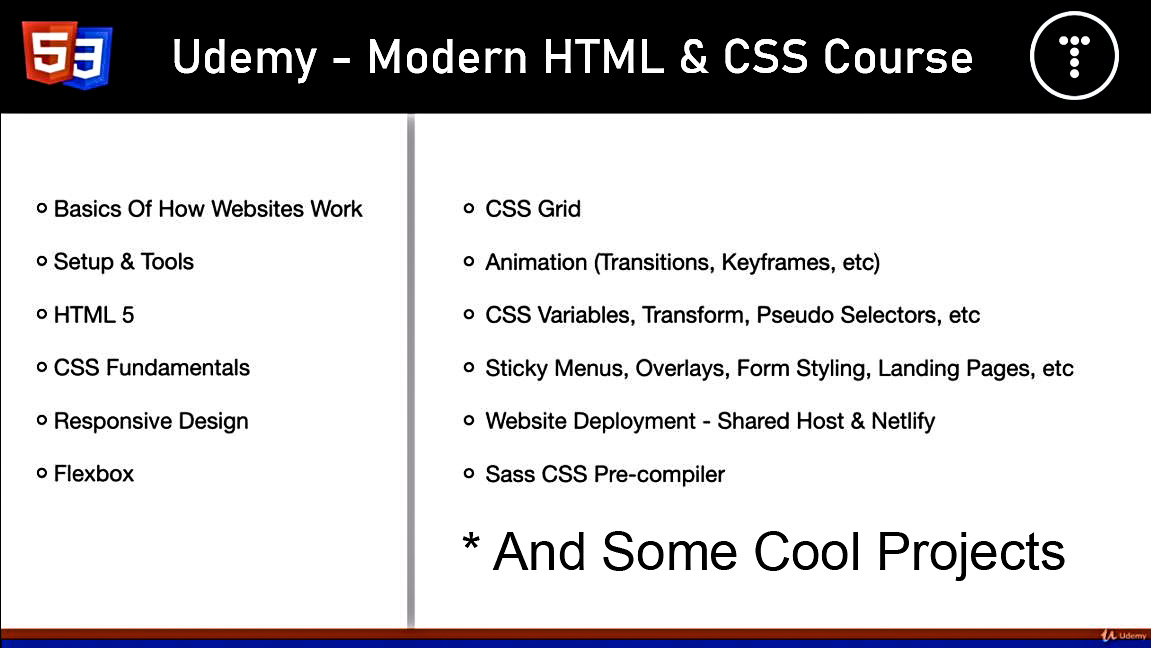 53
Udemy - Modern HTML & CSS Course
T
Basics Of How Websites Work
Setup & Tools
HTML 5
CSS Fundamentals
Responsive Design
Flexbox
CSS Grid
Animation (Transitions, Keyframes, etc)
CSS Variables, Transform, Pseudo Selectors, etc
Sticky Menus, Overlays, Form Styling, Landing Pages, etc
Website Deployment - Shared Host & Netlify
Sass CSS Pre-compiler
* And Some Cool Projects
Udemy